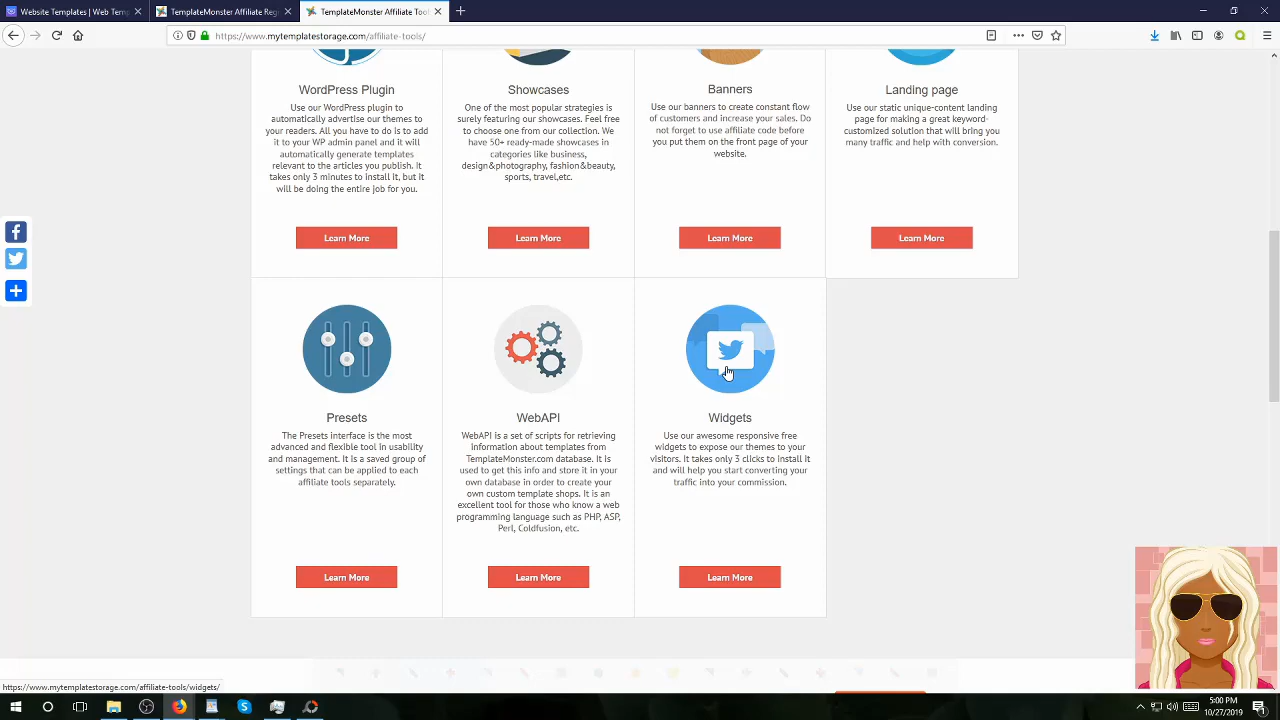 Website Templates | Web Temp
TemplateMonster Affiliate Reg
TemplateMonster Affiliate Tools
https://www.mytemplatestorage.com/affiliate-tools/
WordPress Plugin
Use our WordPress plugin to
automatically advertise our themes to
your readers. All you have to do is to add
it to your WP admin panel and it will
automatically generate templates
relevant to the articles you publish. It
takes only 3 minutes to install it, but it
will be doing the entire job for you.
Learn More
Showcases
One of the most popular strategies is
surely featuring our showcases. Feel free
to choose one from our collection. We
have 50+ ready-made showcases in
categories like business,
design&photography, fashion&beauty,
sports, travel,etc.
Learn More
Banners
Use our banners to create constant flow
of customers and increase your sales. Do
not forget to use affiliate code before
you put them on the front page of your
website.
Learn More
Landing page
Use our static unique-content landing
page for making a great keyword-
customized solution that will bring you
many traffic and help with conversion.
Learn More
Presets
The Presets interface is the most
advanced and flexible tool in usability
and management. It is a saved group of
settings that can be applied to each
affiliate tools separately.
Learn More
WebAPI
WebAPI is a set of scripts for retrieving
information about templates from
TemplateMonster.com database. It is
used to get this info and store it in your
own database in order to create your
own custom template shops. It is an
excellent tool for those who know a web
programming language such as PHP, ASP,
Perl, Coldfusion, etc.
Learn More
Widgets
Use our awesome responsive free
widgets to expose our themes to your
visitors. It takes only 3 clicks to install it
and will help you start converting your
traffic into your commission.
Learn More
https://www.mytemplatestorage.com/affiliate-tools/widgets/
5:00 PM
10/27/2019